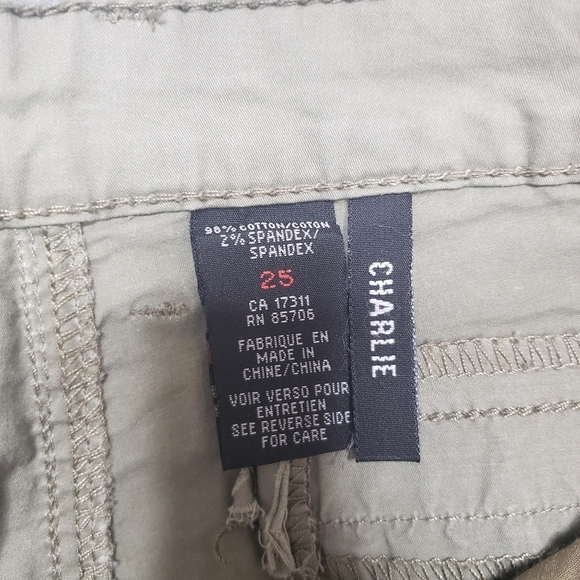 98% COTTON/COTON
2% SPANDEX/
SPANDEX
25
CA 17311
RN 85706
FABRIQUE EN
MADE IN
CHINE/CHINA
VOIR VERSO POUR
ENTRETIEN
SEE REVERSE SIDE
FOR CARE
CHARLIE